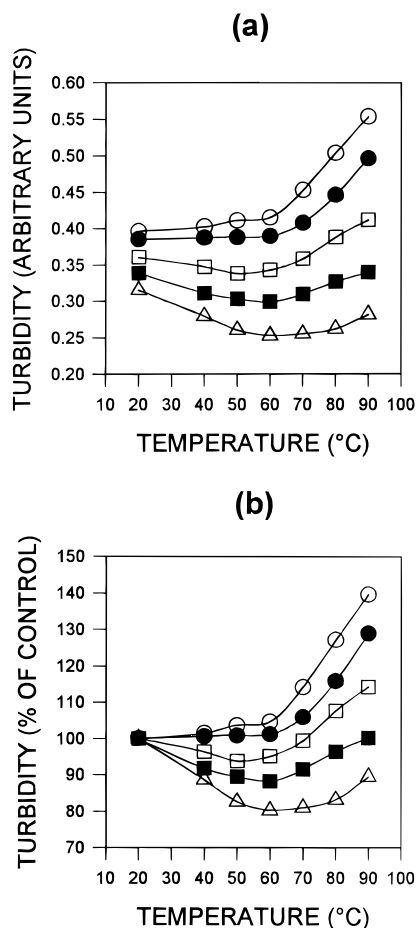 (a)
TURBIDITY (ARBITRARY UNITS)
0.60
0.55
0.50
0.45
0.40
0.35
0.30
0.25
0.20
10 20 30 40 50 60 70 80 90 100
TEMPERATURE (°C)
(b)
TURBIDITY (% OF CONTROL)
150
140
130
120
110
100
90
80
70
10 20 30 40 50 60 70 80 90 100
TEMPERATURE (°C)